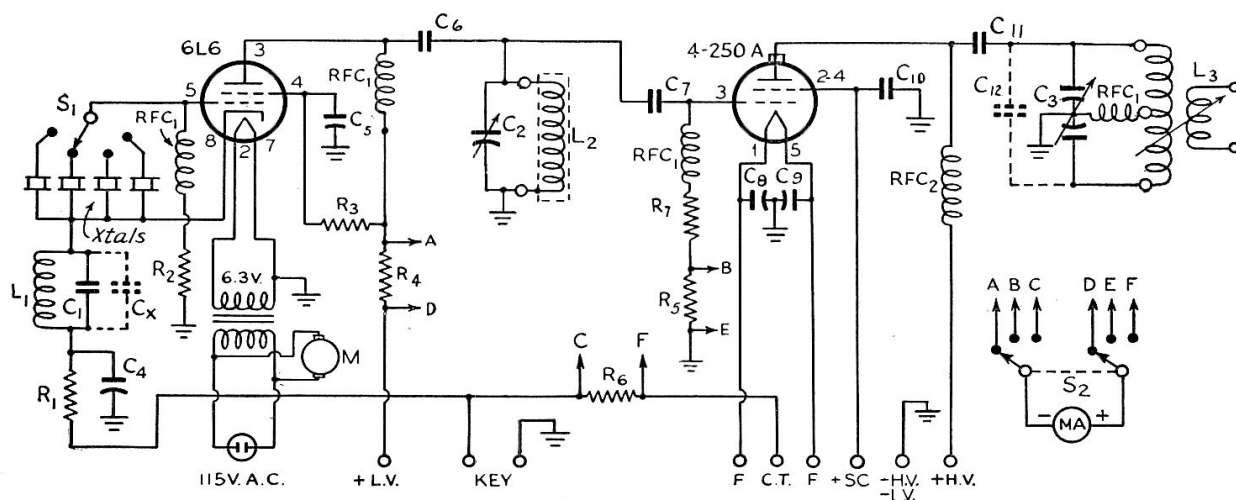 6L6
3
5
4
8
2
7
S1
RFC1
Xtals
L1
C1
CX
R2
R1
C4
6.3V.
M
115V. A.C.
RFC1
C5
R3
R4
A
D
+ L.V.
C6
C2
L2
C7
4-250 A
3
2-4
1
5
C10
RFC1
C8
C9
R7
B
R5
E
C
F
R6
KEY
F
C.T.
F
+SC
-H.V.
-L.V.
+H.V.
RFC2
C11
C12
C3
RFC1
L3
A B C
D E F
S2
- MA +